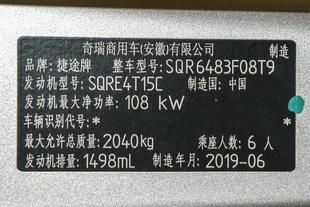 奇瑞商用车(安徽)有限公司 制造
品牌: 捷途牌 整车型号: SQR6483F08T9
发动机型号: SQRE4T15C 制造国: 中国
发动机最大净功率: 108 kW
车辆识别代号: * *
最大允许总质量: 2040kg 乘座人数: 6 人
发动机排量: 1498mL 制造年月: 2019-06